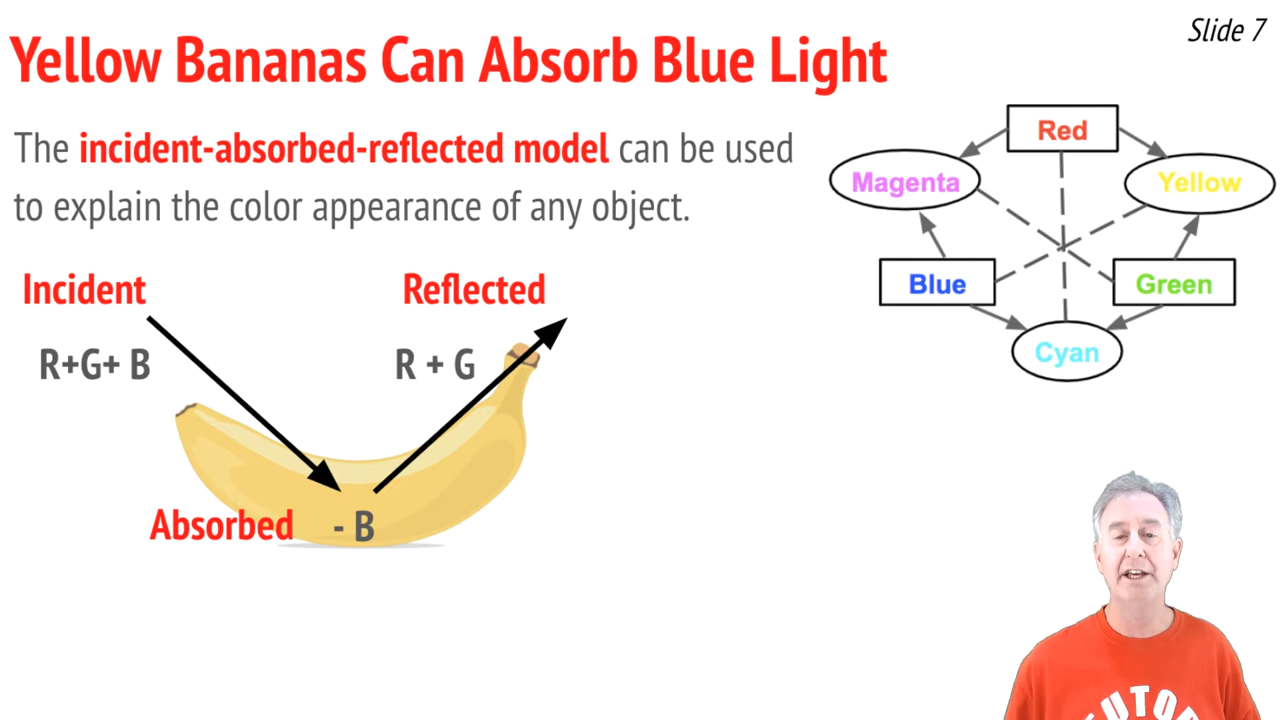 Slide 7
Yellow Bananas Can Absorb Blue Light
The incident-absorbed-reflected model can be used
to explain the color appearance of any object.
Incident
Reflected
R+G+ B
R + G
Absorbed
- B
Red
Magenta
Yellow
Blue
Green
Cyan